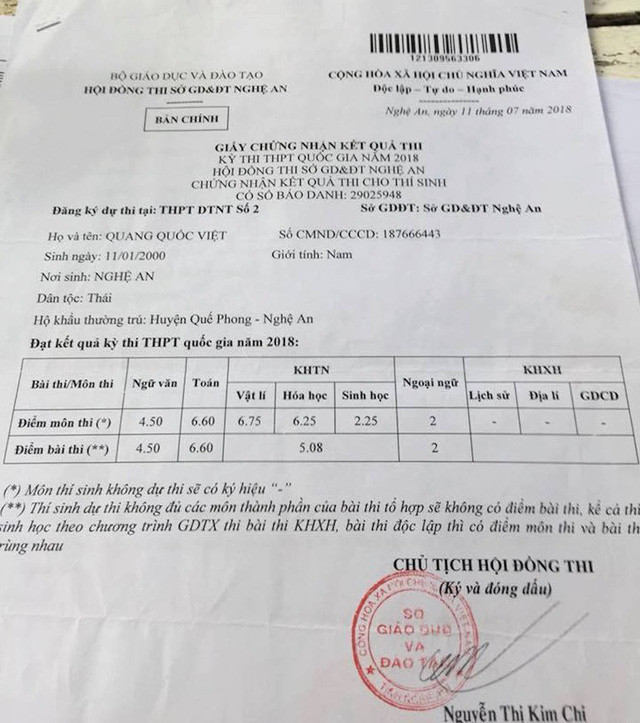 121309563306
BỘ GIÁO DỤC VÀ ĐÀO TẠO
HỘI ĐỒNG THI SỞ GD&ĐT NGHỆ AN
BẢN CHÍNH
CỘNG HÒA XÃ HỘI CHỦ NGHĨA VIỆT NAM
Độc lập - Tự do - Hạnh phúc
Nghệ An, ngày 11 tháng 07 năm 2018
GIẤY CHỨNG NHẬN KẾT QUẢ THI
KỲ THI THPT QUỐC GIA NĂM 2018
HỘI ĐỒNG THI SỞ GD&ĐT NGHỆ AN
CHỨNG NHẬN KẾT QUẢ THI CHO THÍ SINH
CÓ SỐ BÁO DANH: 29025948
Đăng ký dự thi tại: THPT DTNT Số 2 Sở GDĐT: Sở GD&ĐT Nghệ An
Họ và tên: QUANG QUỐC VIỆT Số CMND/CCCD: 187666443
Sinh ngày: 11/01/2000 Giới tính: Nam
Nơi sinh: NGHỆ AN
Dân tộc: Thái
Hộ khẩu thường trú: Huyện Quế Phong - Nghệ An
Đạt kết quả kỳ thi THPT quốc gia năm 2018:
Bài thi/Môn thi Ngữ văn Toán KHTN Ngoại ngữ KHXH
Vật lí Hóa học Sinh học Lịch sử Địa lí GDCD
Điểm môn thi (*) 4.50 6.60 6.75 6.25 2.25 2 - - -
Điểm bài thi (**) 4.50 6.60 5.08 2
(*) Môn thí sinh không dự thi sẽ có ký hiệu “-”
(**) Thí sinh dự thi không đủ các môn thành phần của bài thi tổ hợp sẽ không có điểm bài thi, kể cả thí
sinh học theo chương trình GDTX thi bài thi KHXH, bài thi độc lập thì có điểm môn thi và bài thi
trùng nhau
CHỦ TỊCH HỘI ĐỒNG THI
(Ký và đóng dấu)
SỞ
GIÁO DỤC
VÀ
ĐÀO TẠO
Nguyễn Thị Kim Chi